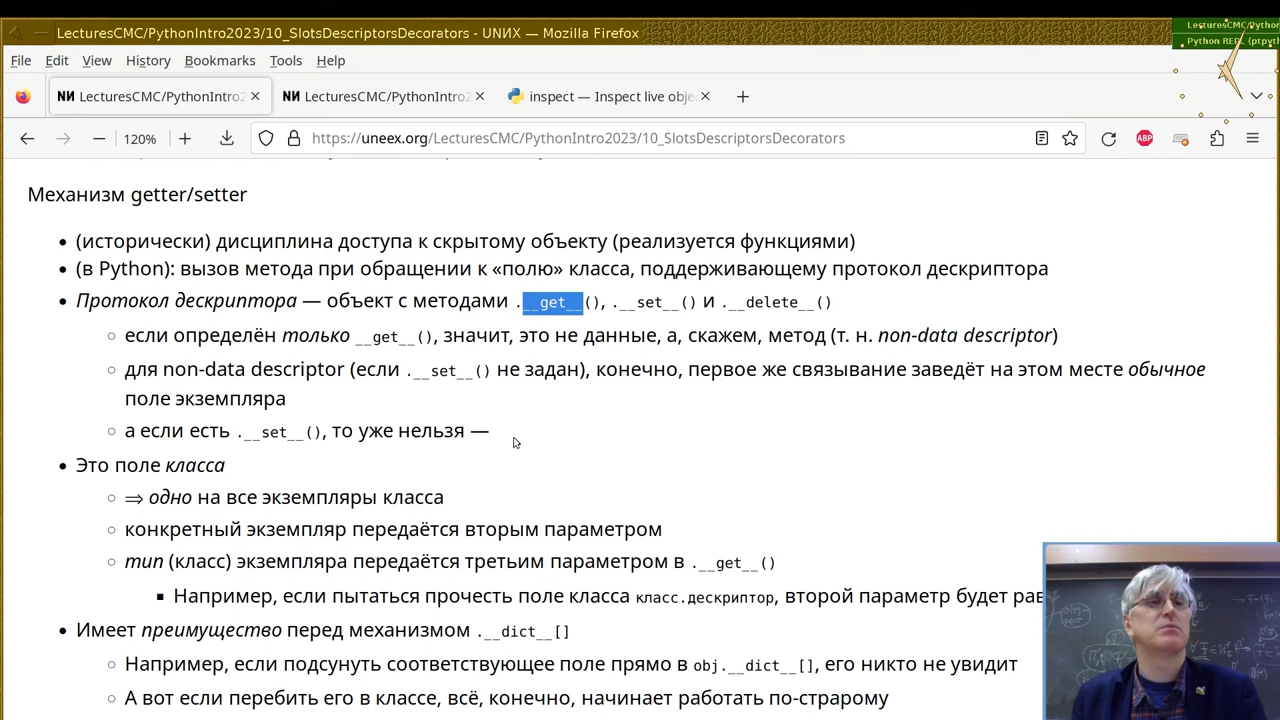 LecturesCMC/PythonIntro2023/10_SlotsDescriptorsDecorators - UNИX — Mozilla Firefox
LecturesCMC/Python
Python REPL (ptpyth
File Edit View History Bookmarks Tools Help
ИИ LecturesCMC/PythonIntro2
ИИ LecturesCMC/PythonIntro2
inspect — Inspect live obje
120%
https://uneex.org/LecturesCMC/PythonIntro2023/10_SlotsDescriptorsDecorators
ABP
Механизм getter/setter
• (исторически) дисциплина доступа к скрытому объекту (реализуется функциями)
• (в Python): вызов метода при обращении к «полю» класса, поддерживающему протокол дескриптора
• Протокол дескриптора — объект с методами .__get__(), .__set__() и .__delete__()
◦ если определён только __get__(), значит, это не данные, а, скажем, метод (т. н. non-data descriptor)
◦ для non-data descriptor (если .__set__() не задан), конечно, первое же связывание заведёт на этом месте обычное
поле экземпляра
◦ а если есть .__set__(), то уже нельзя —
• Это поле класса
◦ ⇒ одно на все экземпляры класса
◦ конкретный экземпляр передаётся вторым параметром
◦ тип (класс) экземпляра передаётся третьим параметром в .__get__()
▪ Например, если пытаться прочесть поле класса класс.дескриптор, второй параметр будет рав
• Имеет преимущество перед механизмом .__dict__[]
◦ Например, если подсунуть соответствующее поле прямо в obj.__dict__[], его никто не увидит
◦ А вот если перебить его в классе, всё, конечно, начинает работать по-страрому